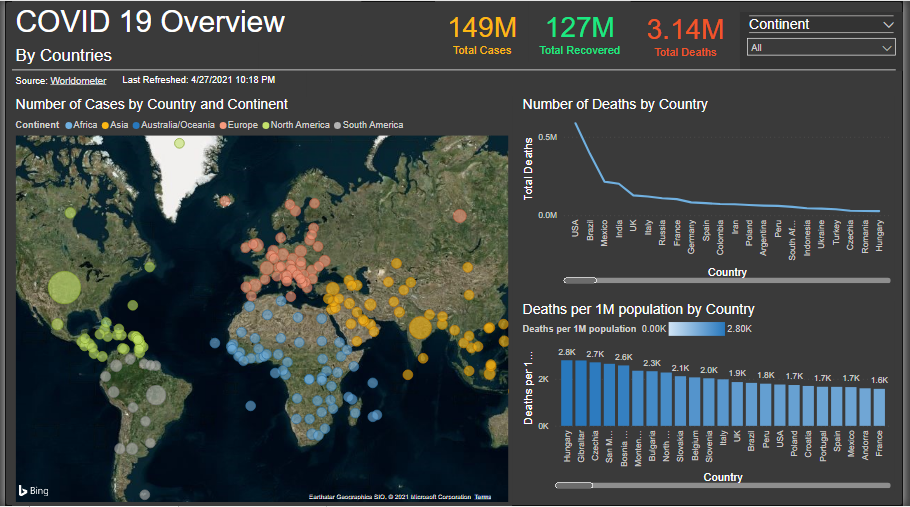 COVID 19 Overview
By Countries
149M
Total Cases
127M
Total Recovered
3.14M
Total Deaths
Continent
All
Source: Worldometer Last Refreshed: 4/27/2021 10:18 PM
Number of Cases by Country and Continent
Continent Africa Asia Australia/Oceania Europe North America South America
Bing
Earthstar Geographics SIO, © 2021 Microsoft Corporation Terms
Number of Deaths by Country
Total Deaths
0.5M
0.0M
USA
Brazil
Mexico
India
UK
Italy
Russia
France
Germany
Spain
Colombia
Iran
Poland
Argentina
Peru
South Af...
Indonesia
Ukraine
Turkey
Czechia
Romania
Hungary
Country
Deaths per 1M population by Country
Deaths per 1M population 0.00K 2.80K
Deaths per 1...
2K
0K
2.8K 2.7K 2.6K 2.3K 2.1K 2.0K 1.9K 1.8K 1.7K 1.7K 1.7K 1.6K
Hungary
Gibraltar
Czechia
San M...
Bosnia ...
Monten...
Bulgaria
North ...
Slovakia
Belgium
Slovenia
Italy
UK
Brazil
Peru
USA
Poland
Croatia
Portugal
Spain
Mexico
Andorra
France
Country